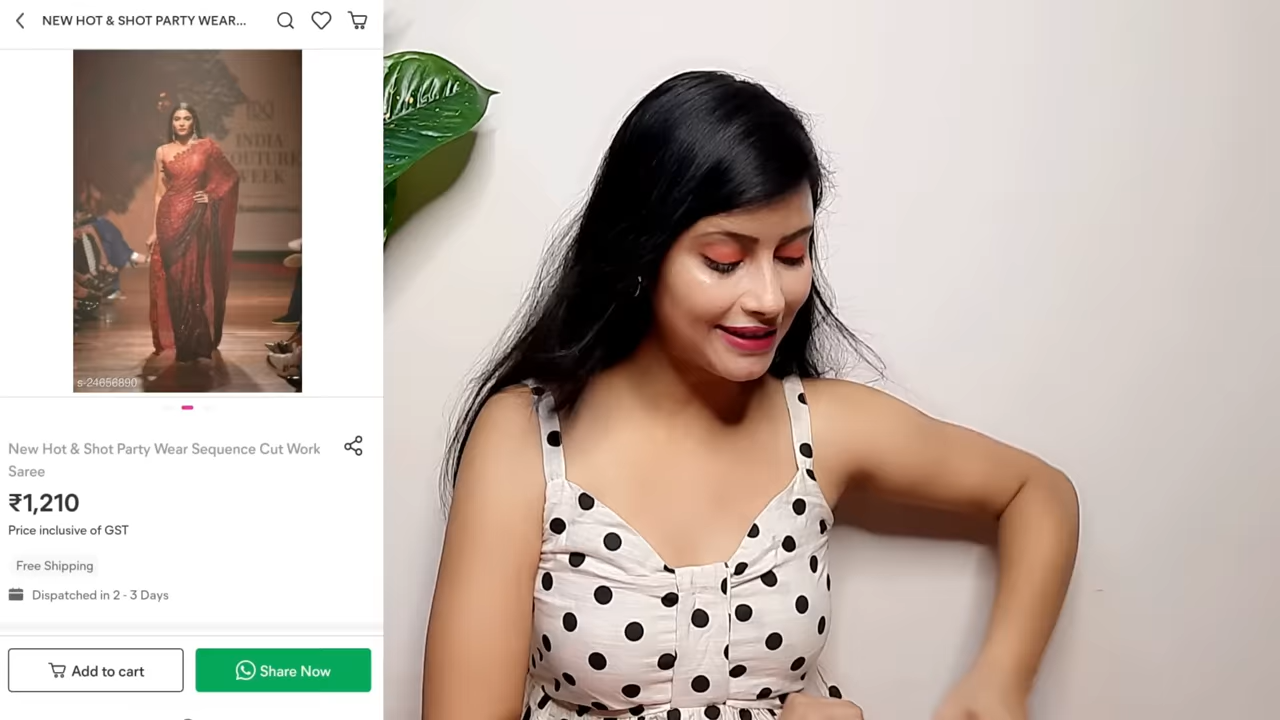 NEW HOT & SHOT PARTY WEAR...
INDIA
COUTURE
WEEK
s-24656890
New Hot & Shot Party Wear Sequence Cut Work
Saree
₹1,210
Price inclusive of GST
Free Shipping
Dispatched in 2 - 3 Days
Add to cart
Share Now